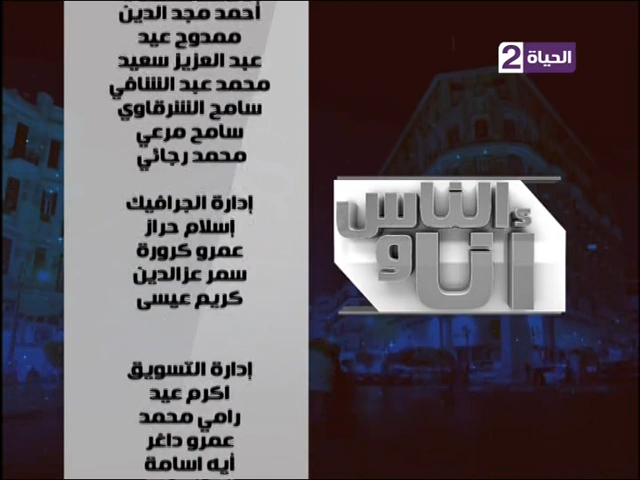 أحمد مجد الدين
ممدوح عيد
عبد العزيز سعيد
محمد عبد الشافي
سامح الشرقاوي
سامح مرعي
محمد رجائي
إدارة الجرافيك
إسلام حراز
عمرو كرورة
سمر عزالدين
كريم عيسى
إدارة التسويق
اكرم عيد
رامي محمد
عمرو داغر
أيه اسامة
الحياة 2
الناس
انا و